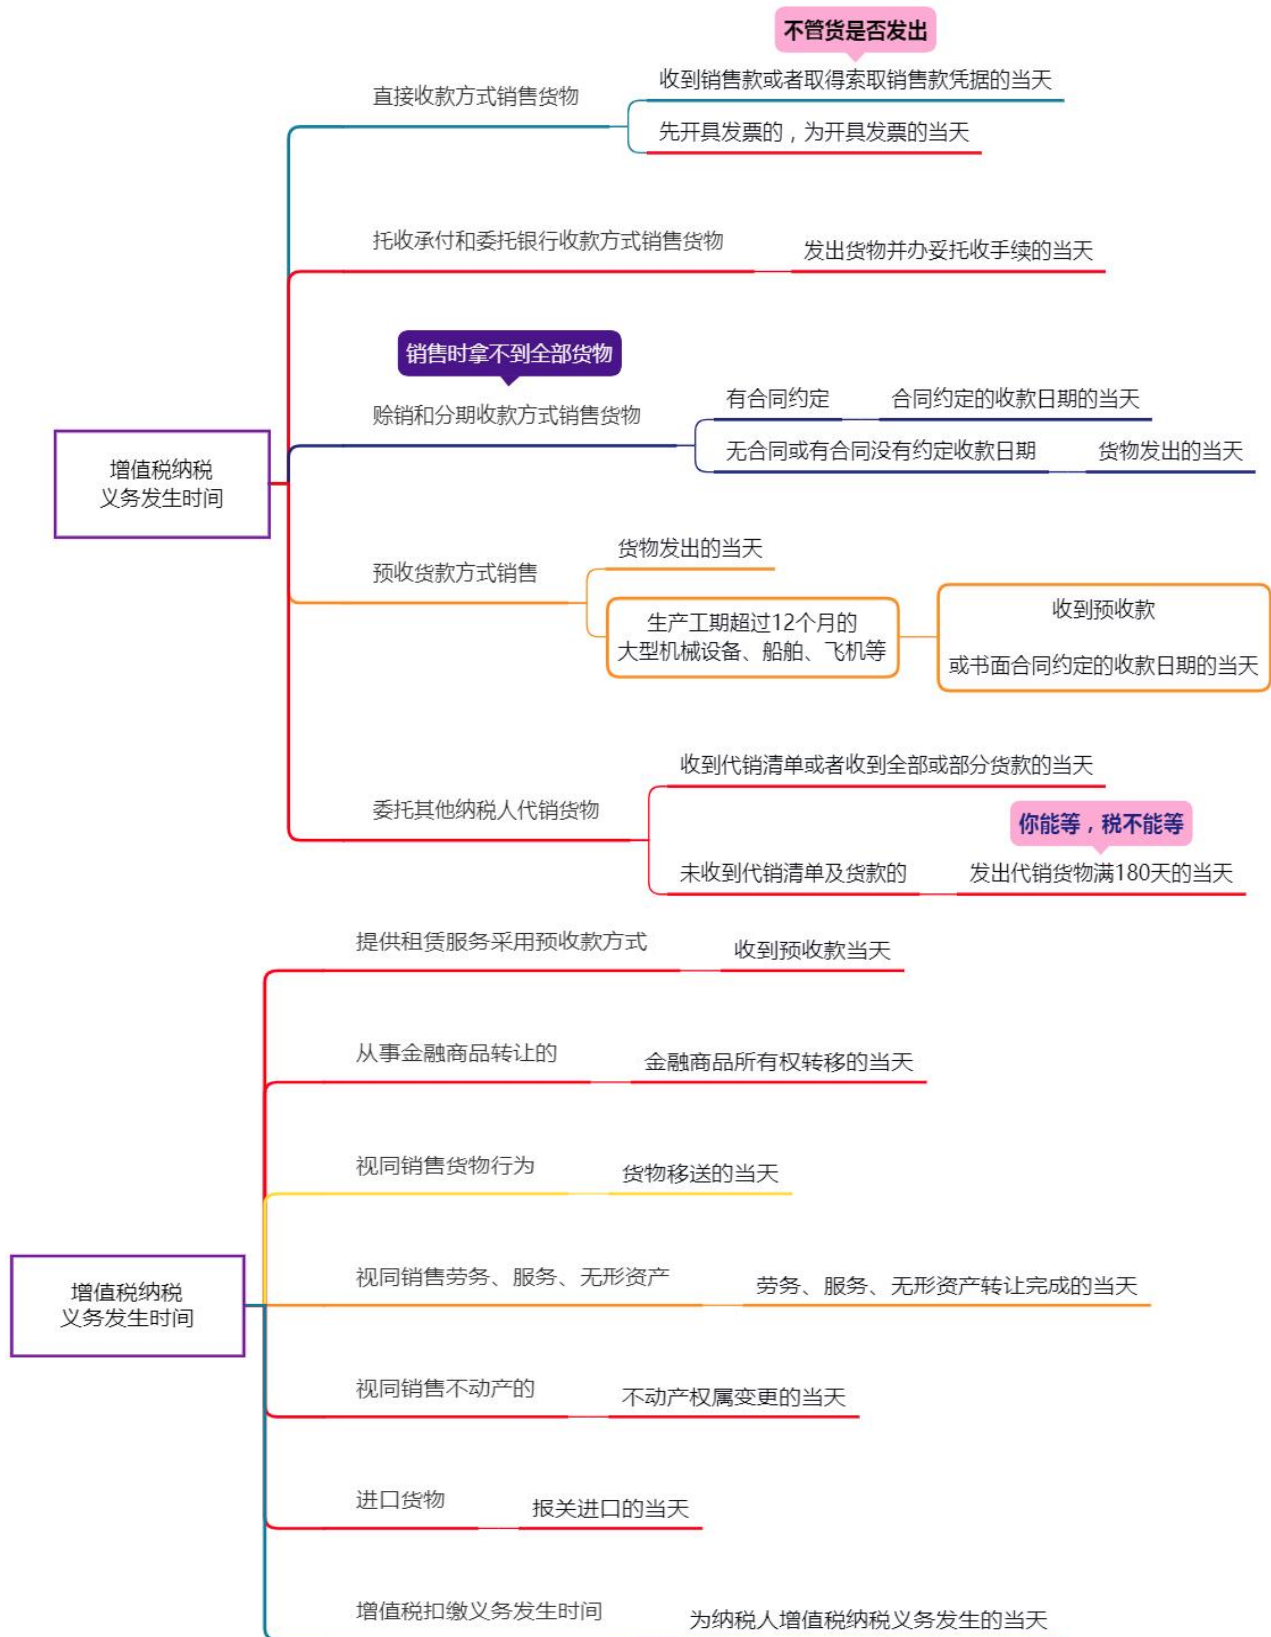 不管货是否发出
直接收款方式销售货物
收到销售款或者取得索取销售款凭据的当天
先开具发票的，为开具发票的当天
托收承付和委托银行收款方式销售货物
发出货物并办妥托收手续的当天
销售时拿不到全部货物
赊销和分期收款方式销售货物
有合同约定
合同约定的收款日期的当天
无合同或有合同没有约定收款日期
货物发出的当天
增值税纳税
义务发生时间
预收货款方式销售
货物发出的当天
生产工期超过12个月的
大型机械设备、船舶、飞机等
收到预收款
或书面合同约定的收款日期的当天
委托其他纳税人代销货物
收到代销清单或者收到全部或部分货款的当天
你能等，税不能等
未收到代销清单及货款的
发出代销货物满180天的当天
提供租赁服务采用预收款方式
收到预收款当天
从事金融商品转让的
金融商品所有权转移的当天
视同销售货物行为
货物移送的当天
增值税纳税
义务发生时间
视同销售劳务、服务、无形资产
劳务、服务、无形资产转让完成的当天
视同销售不动产的
不动产权属变更的当天
进口货物
报关进口的当天
增值税扣缴义务发生时间
为纳税人增值税纳税义务发生的当天